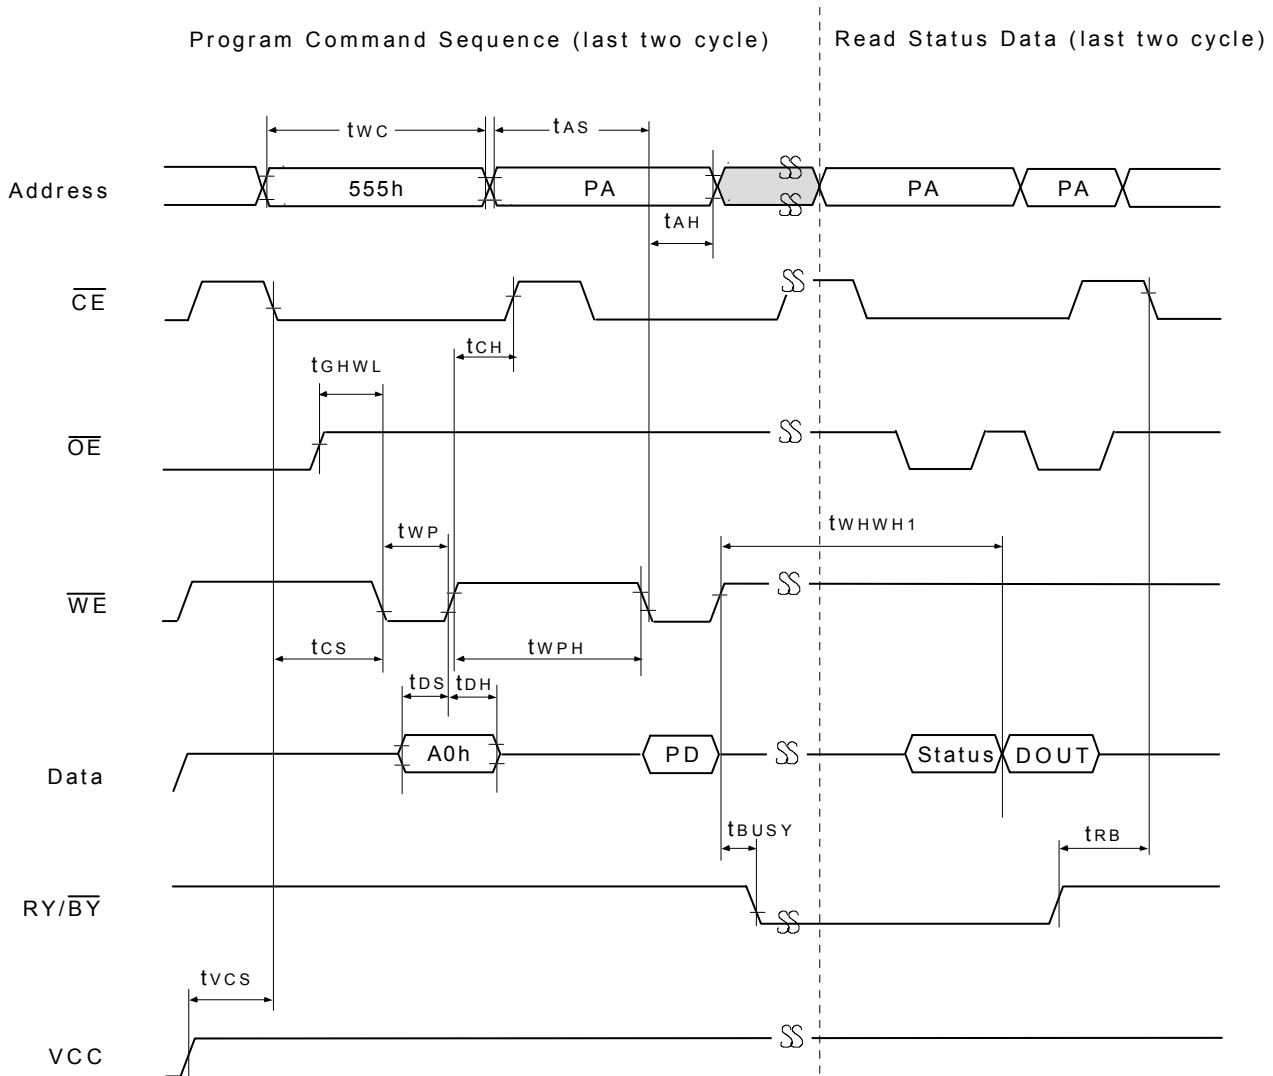 Program Command Sequence (last two cycle)
Read Status Data (last two cycle)
tWC
tAS
Address
555h
PA
PA
PA
tAH
CE
tCH
tGHWL
OE
tWP
tWHWH1
WE
tCS
tWPH
tDS
tDH
Data
A0h
PD
Status
DOUT
tBUSY
tRB
RY/BY
tVCS
VCC